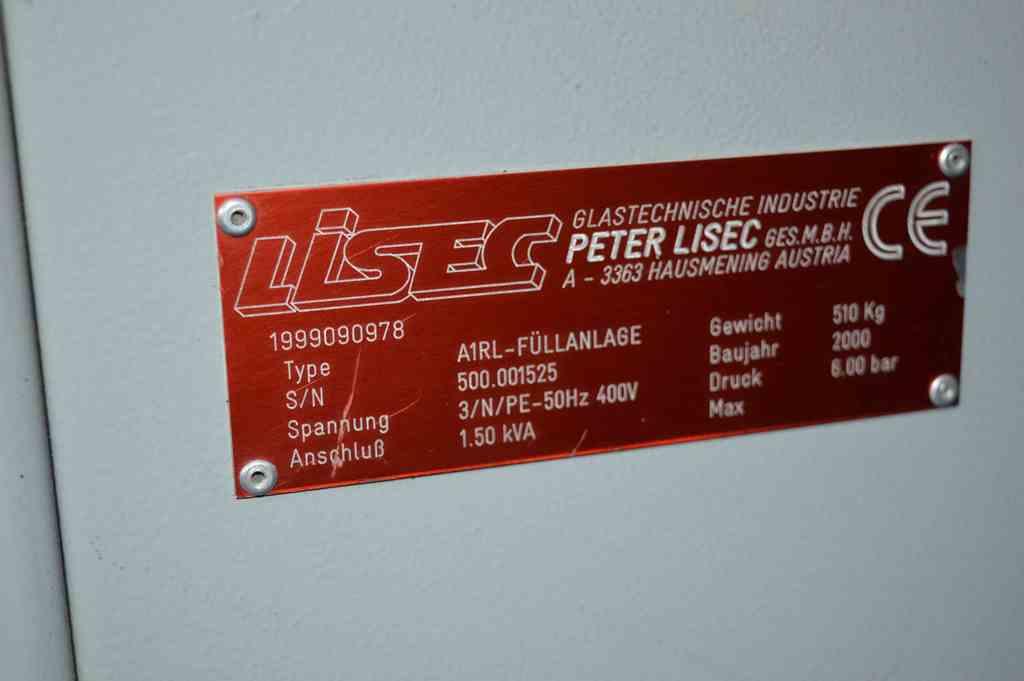 LiSEC
GLASTECHNISCHE INDUSTRIE
PETER LISEC GES.M.B.H.
A - 3363 HAUSMENING AUSTRIA
CE
1999090978
Type A1RL-FÜLLANLAGE Gewicht 510 Kg
S/N 500.001525 Baujahr 2000
Spannung 3/N/PE-50Hz 400V Druck 6.00 bar
Anschluß 1.50 kVA Max